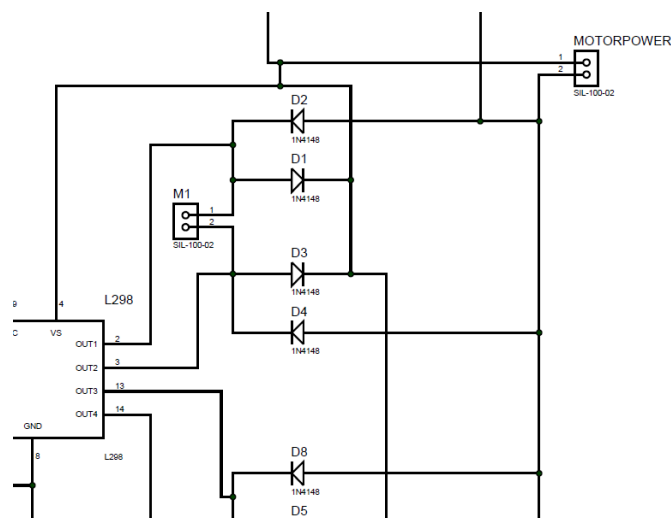 MOTORPOWER
1
2
SIL-100-02
D2
1N4148
D1
1N4148
M1
1
2
SIL-100-02
D3
1N4148
9
4
L298
D4
1N4148
C
VS
OUT1
2
OUT2
3
OUT3
13
OUT4
14
GND
8
L298
D8
1N4148
D5